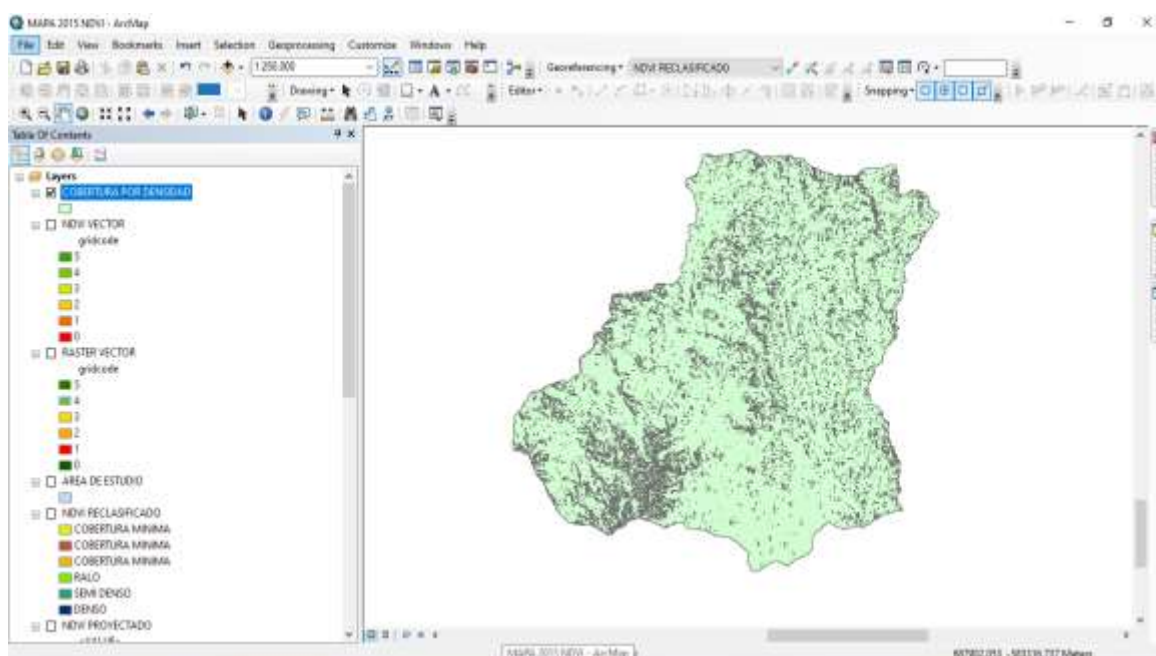 MAPA 2015 NDVI - ArcMap
File Edit View Bookmarks Insert Selection Geoprocessing Customize Windows Help
1:250.000 Georeferencing NDVI RECLASIFICADO
Drawing A Editor Snapping
Table Of Contents
Layers
COBERTURA POR DENSIDAD
NDVI VECTOR
gridcode
5
4
3
2
1
0
RASTER VECTOR
gridcode
5
4
3
2
1
0
AREA DE ESTUDIO
NDVI RECLASIFICADO
COBERTURA MINIMA
COBERTURA MINIMA
COBERTURA MINIMA
RALO
SEMI DENSO
DENSO
NDVI PROYECTADO
MAPA 2015 NDVI - ArcMap
Meters